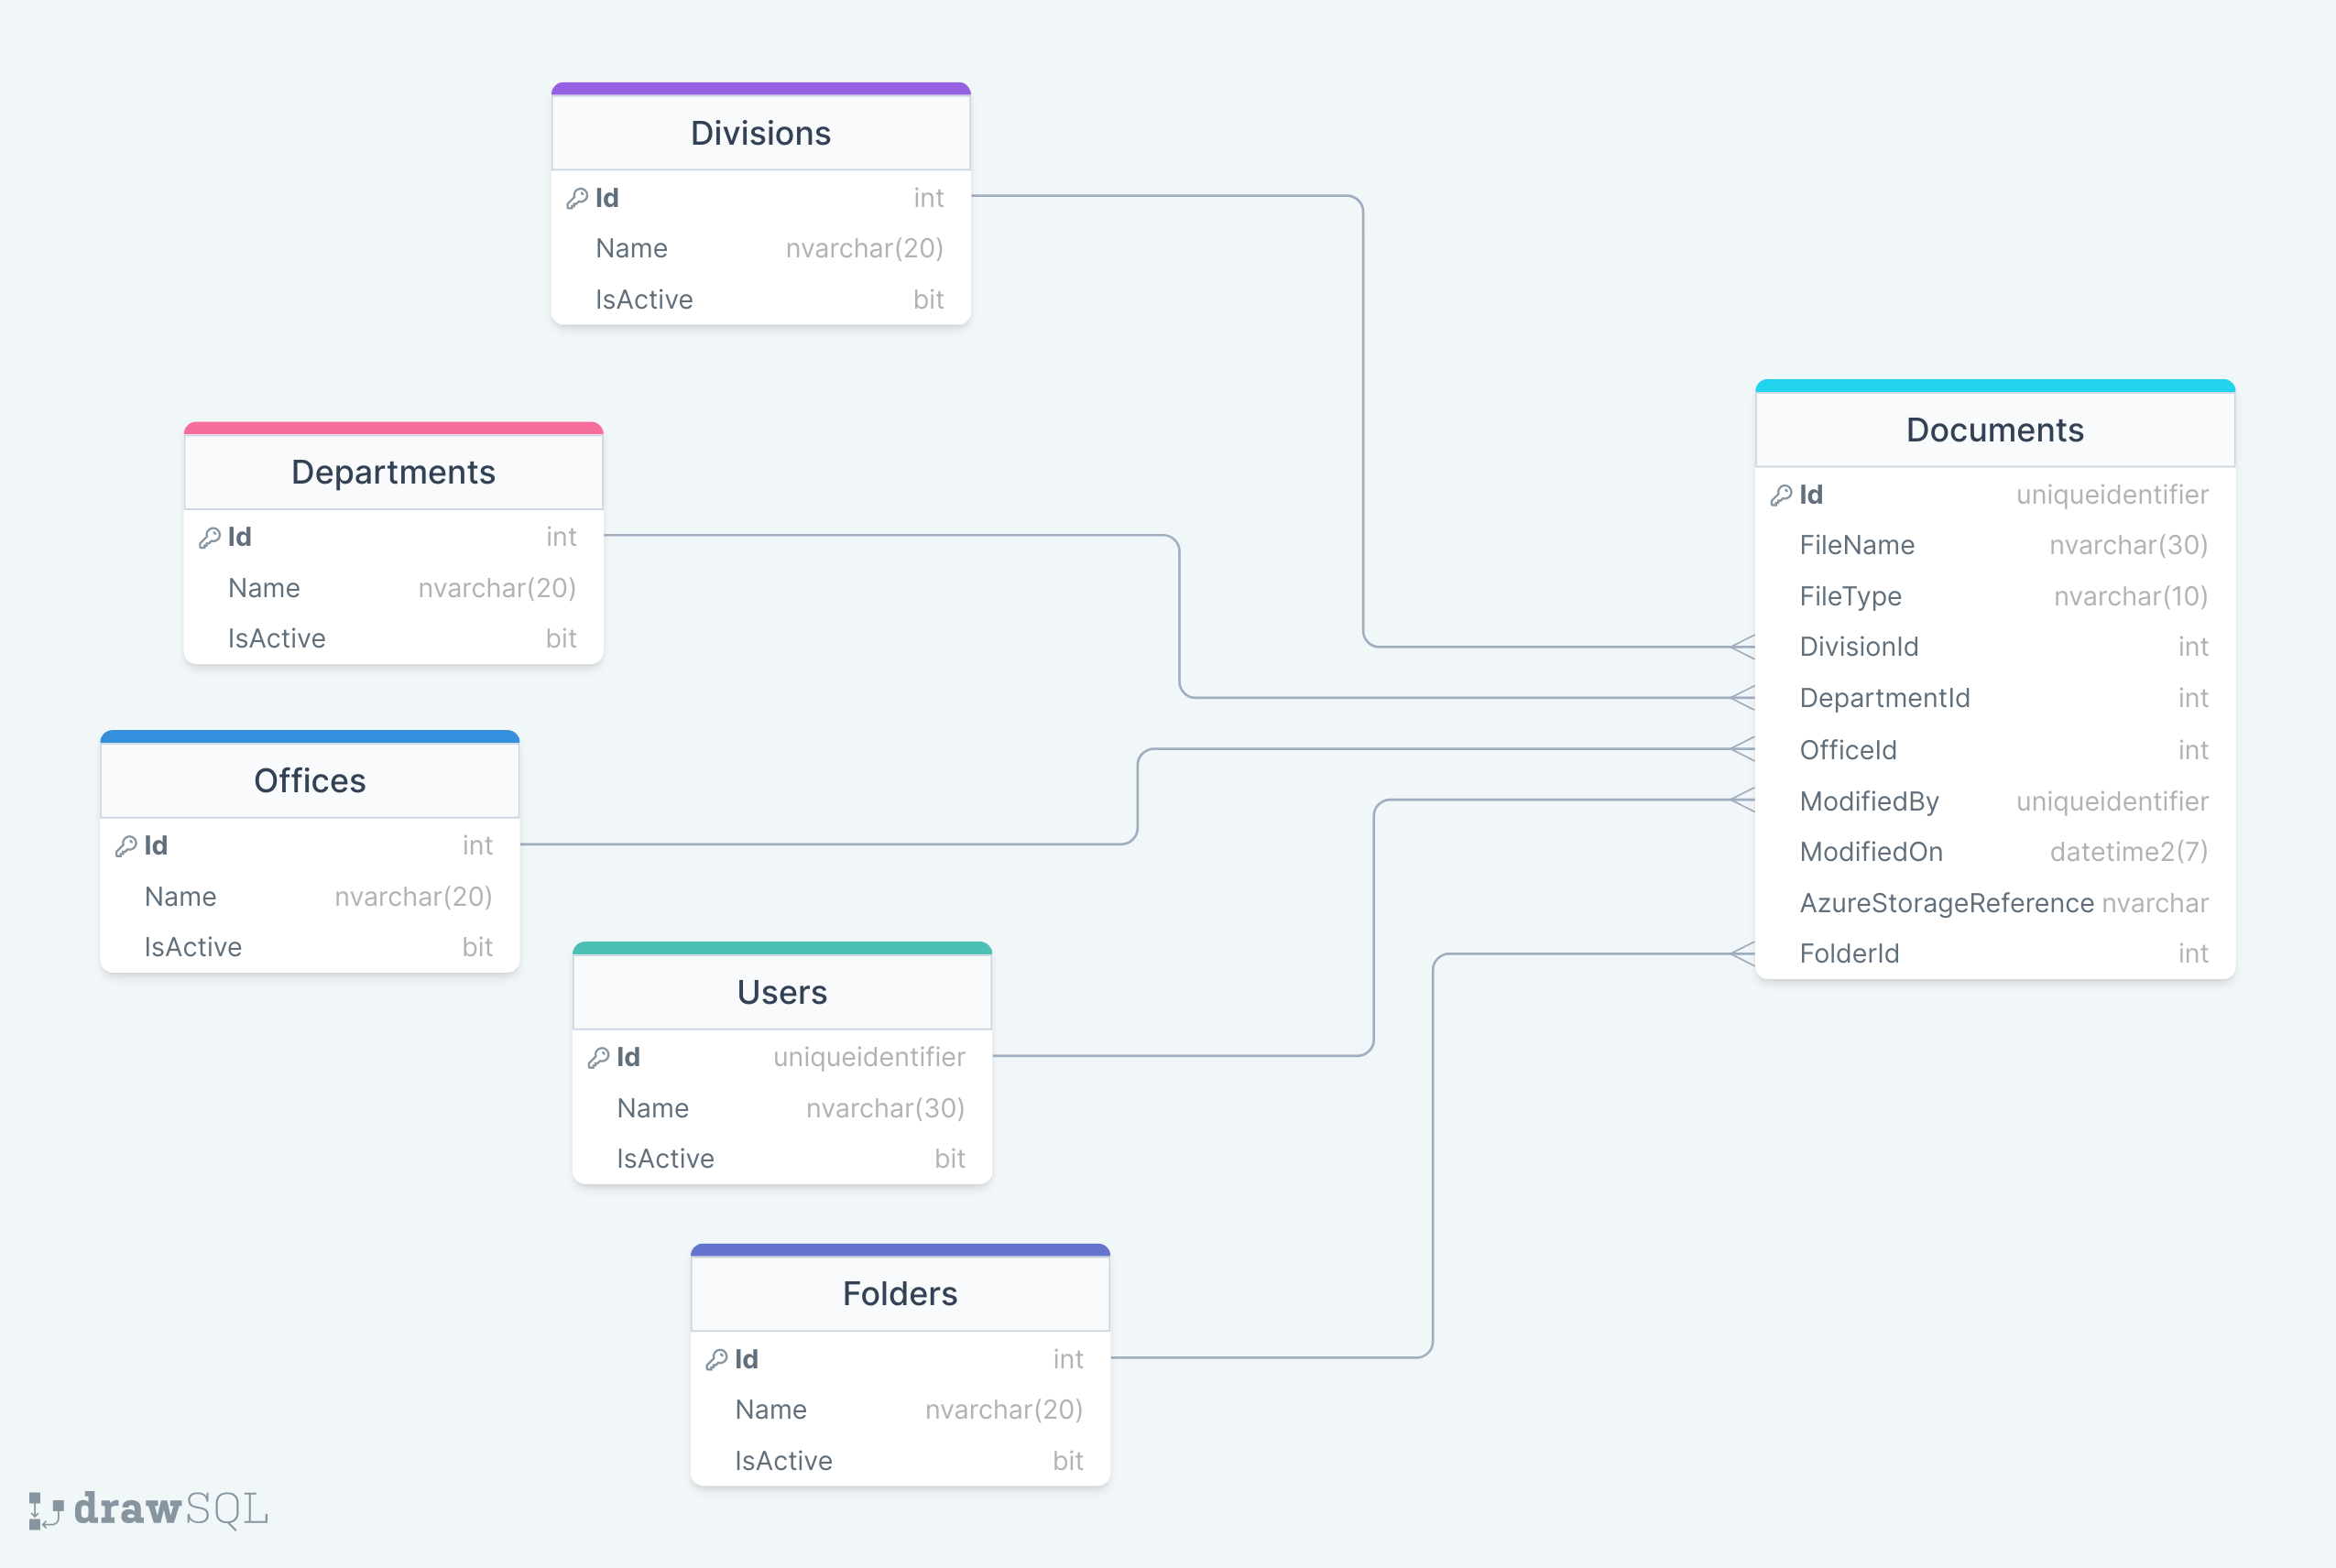 Divisions
Id int
Name nvarchar(20)
IsActive bit
Departments
Id int
Name nvarchar(20)
IsActive bit
Offices
Id int
Name nvarchar(20)
IsActive bit
Users
Id uniqueidentifier
Name nvarchar(30)
IsActive bit
Folders
Id int
Name nvarchar(20)
IsActive bit
Documents
Id uniqueidentifier
FileName nvarchar(30)
FileType nvarchar(10)
DivisionId int
DepartmentId int
OfficeId int
ModifiedBy uniqueidentifier
ModifiedOn datetime2(7)
AzureStorageReference nvarchar
FolderId int
drawSQL